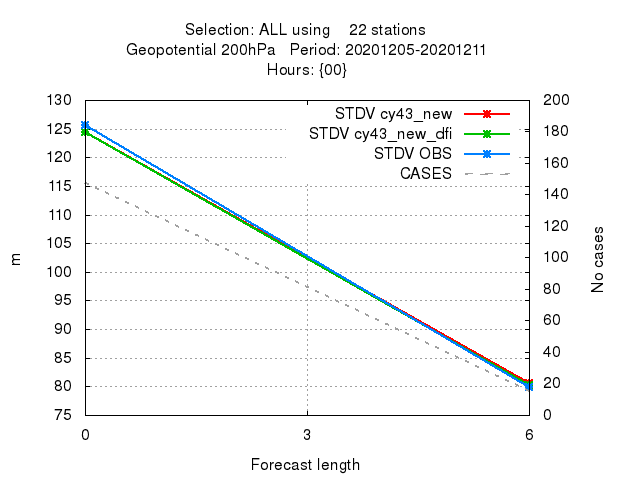 Selection: ALL using    22 stations
Geopotential 200hPa   Period: 20201205-20201211
Hours: {00}
STDV cy43_new
STDV cy43_new_dfi
STDV OBS
CASES
130
125
120
115
110
105
100
95
90
85
80
75
200
180
160
140
120
100
80
60
40
20
0
m
No cases
0 3 6
Forecast length